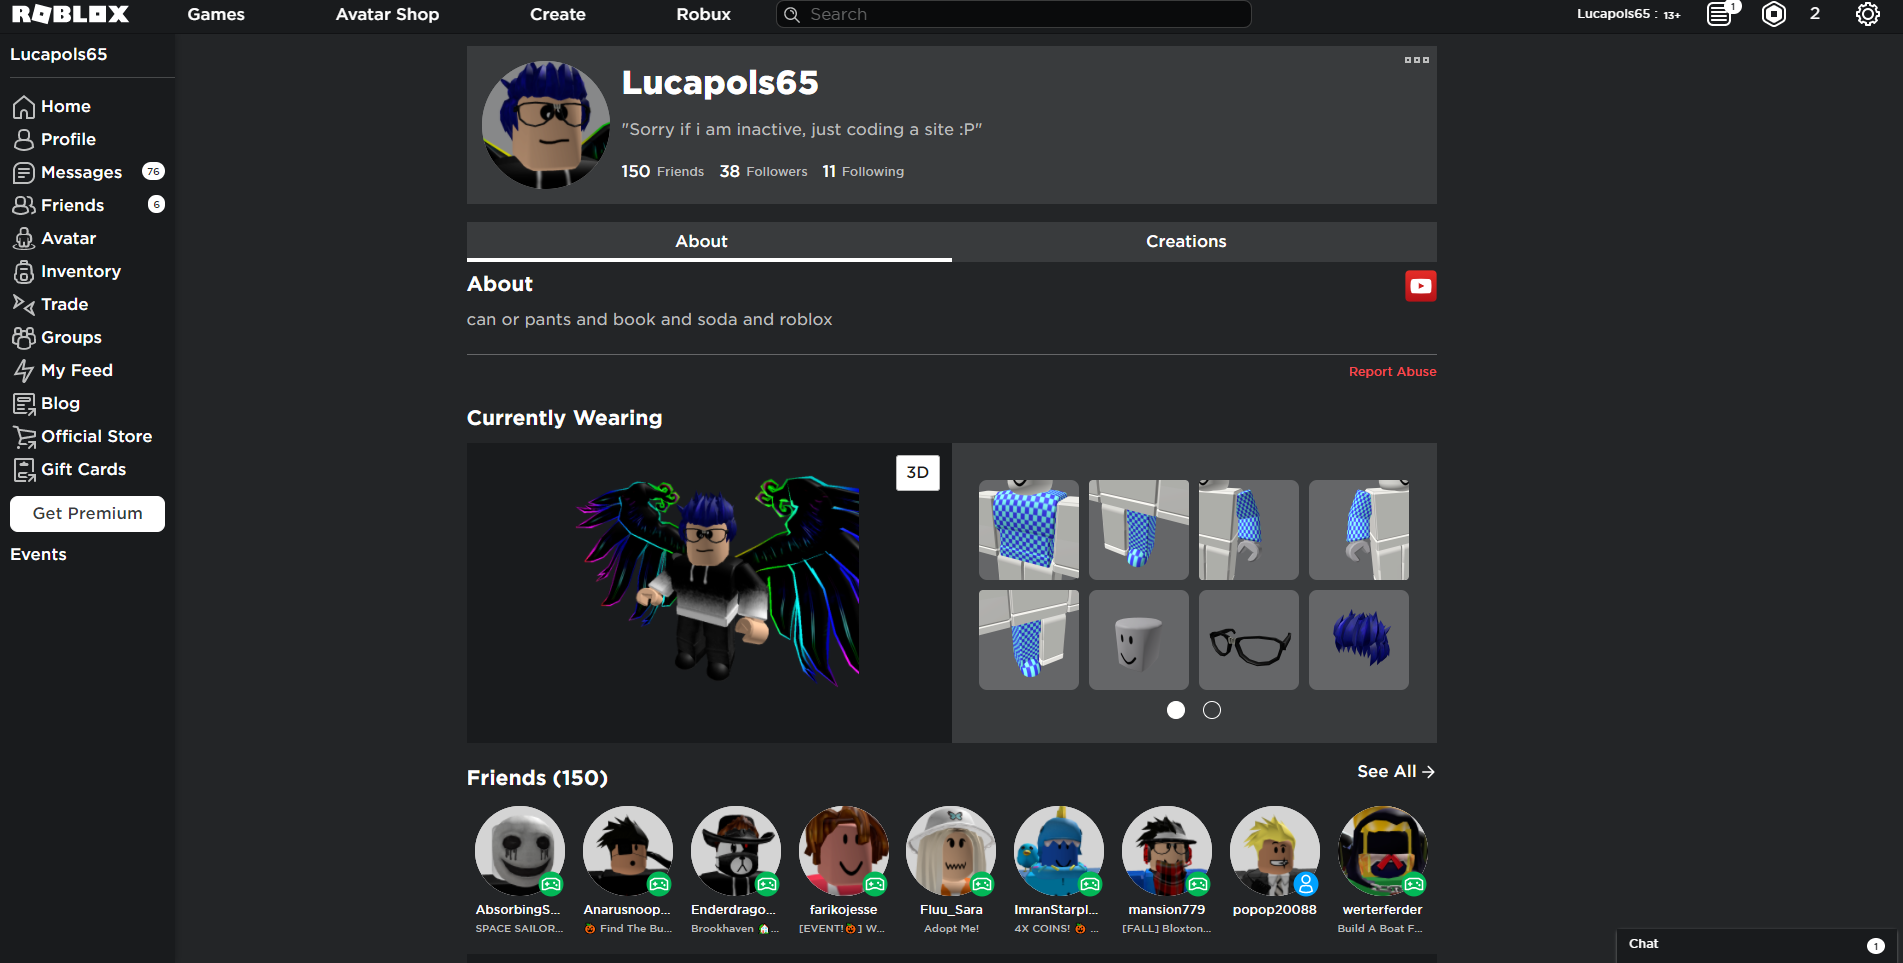 ROBLOX
Games
Avatar Shop
Create
Robux
Search
Lucapols65 : 13+
1
2
Lucapols65
Home
Profile
Messages 76
Friends 6
Avatar
Inventory
Trade
Groups
My Feed
Blog
Official Store
Gift Cards
Get Premium
Events
Lucapols65
"Sorry if i am inactive, just coding a site :P"
150 Friends 38 Followers 11 Following
About
Creations
About
can or pants and book and soda and roblox
Report Abuse
Currently Wearing
3D
Friends (150)
See All
AbsorbingS...
Anarusnoop...
Enderdrago...
farikojesse
Fluu_Sara
ImranStarpl...
mansion779
popop20088
werterferder
SPACE SAILOR...
🎃 Find The Bu...
Brookhaven 🏡...
[EVENT!🎃] W...
Adopt Me!
4X COINS! 🎃 ...
[FALL] Bloxton...
Build A Boat F...
Chat 1